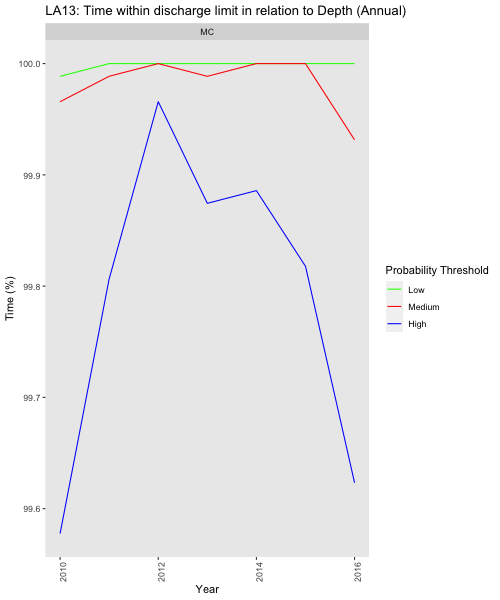 LA13: Time within discharge limit in relation to Depth (Annual)
MC
100.0
99.9
99.8
99.7
99.6
Time (%)
2010
2012
2014
2016
Year
Probability Threshold
Low
Medium
High